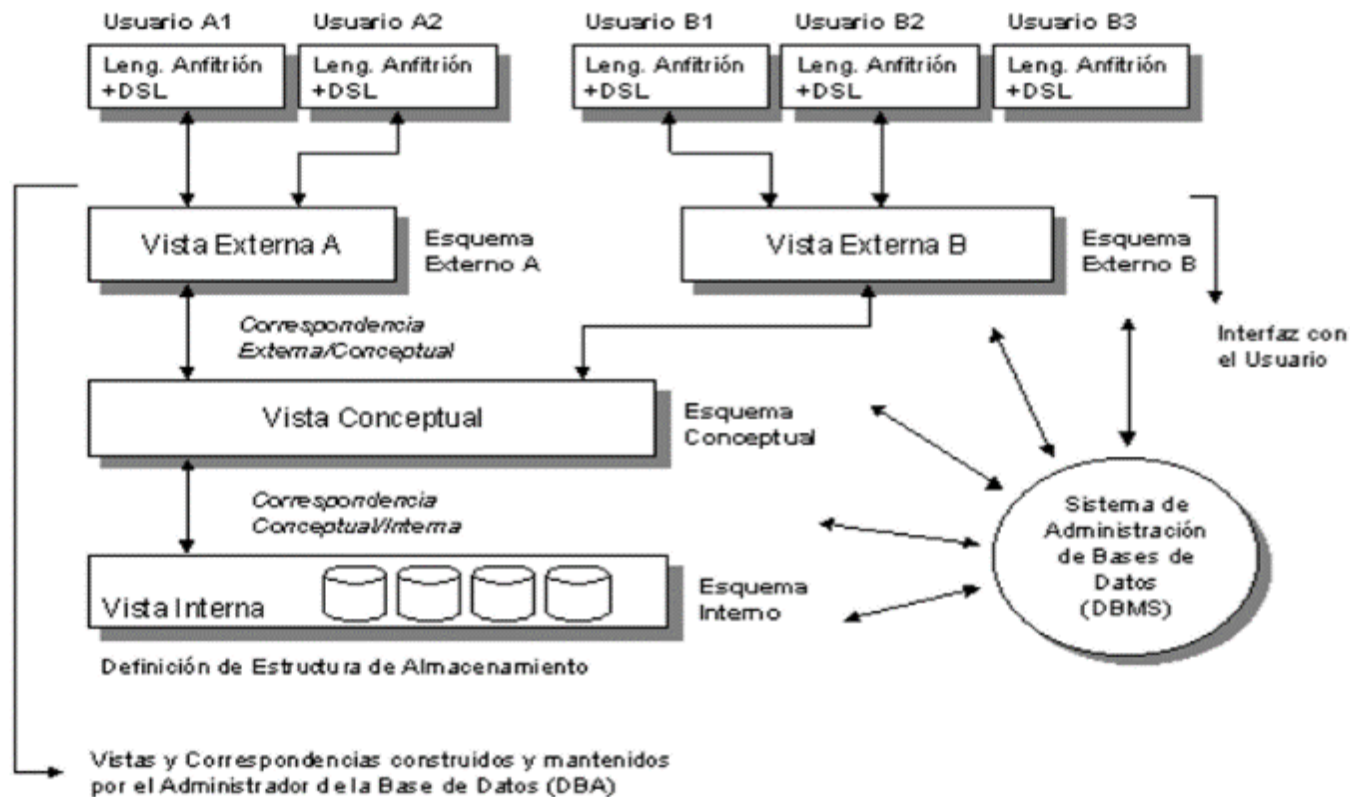 Usuario A1
Usuario A2
Usuario B1
Usuario B2
Usuario B3
Leng. Anfitrión
+DSL
Leng. Anfitrión
+DSL
Leng. Anfitrión
+DSL
Leng. Anfitrión
+DSL
Leng. Anfitrión
+DSL
Vista Externa A
Esquema
Externo A
Vista Externa B
Esquema
Externo B
Correspondencia
Externa/Conceptual
Interfaz con
el Usuario
Vista Conceptual
Esquema
Conceptual
Correspondencia
Conceptual/Interna
Sistema de
Administración
de Bases de
Datos
(DBMS)
Vista Interna
Esquema
Interno
Definición de Estructura de Almacenamiento
Vistas y Correspondencias construidos y mantenidos
por el Administrador de la Base de Datos (DBA)